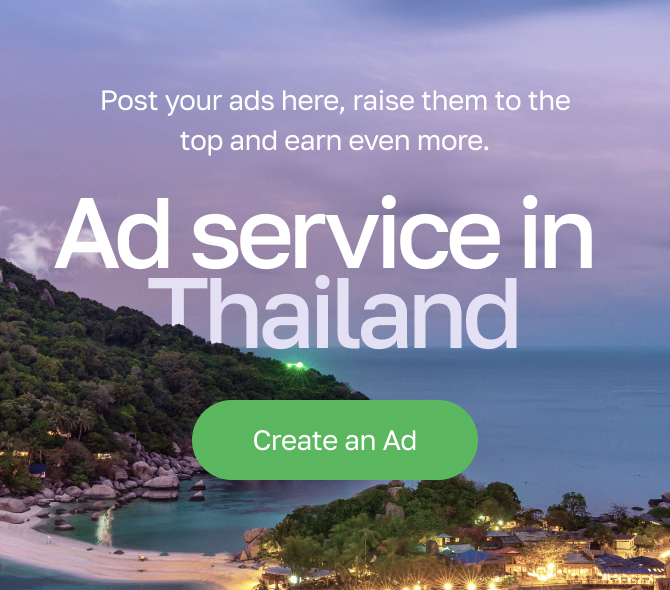 Post your ads here, raise them to the
top and earn even more.
Ad service in
Thailand
Create an Ad